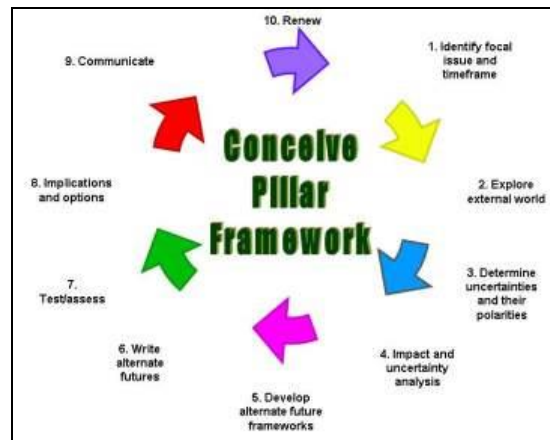 10. Renew
1. Identify focal
issue and
timeframe
2. Explore
external world
3. Determine
uncertainties
and their
polarities
4. Impact and
uncertainty
analysis
5. Develop
alternate future
frameworks
6. Write
alternate
futures
7.
Test/assess
8. Implications
and options
9. Communicate
Conceive
Pillar
Framework